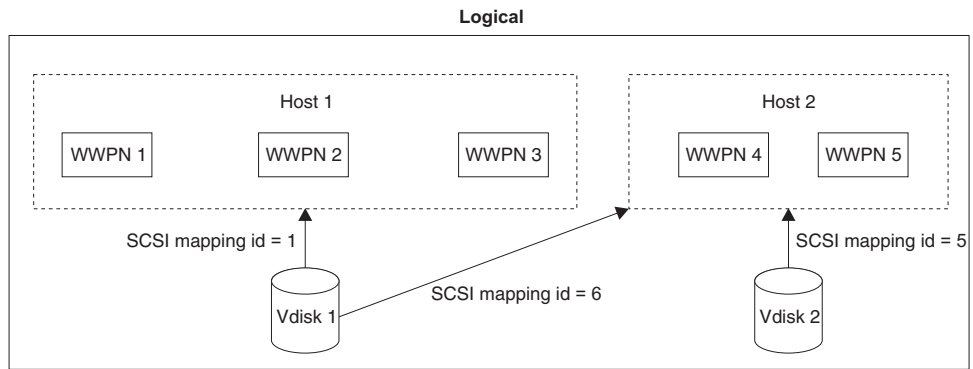 Logical
Host 1
Host 2
WWPN 1
WWPN 2
WWPN 3
WWPN 4
WWPN 5
SCSI mapping id = 1
SCSI mapping id = 5
SCSI mapping id = 6
Vdisk 1
Vdisk 2